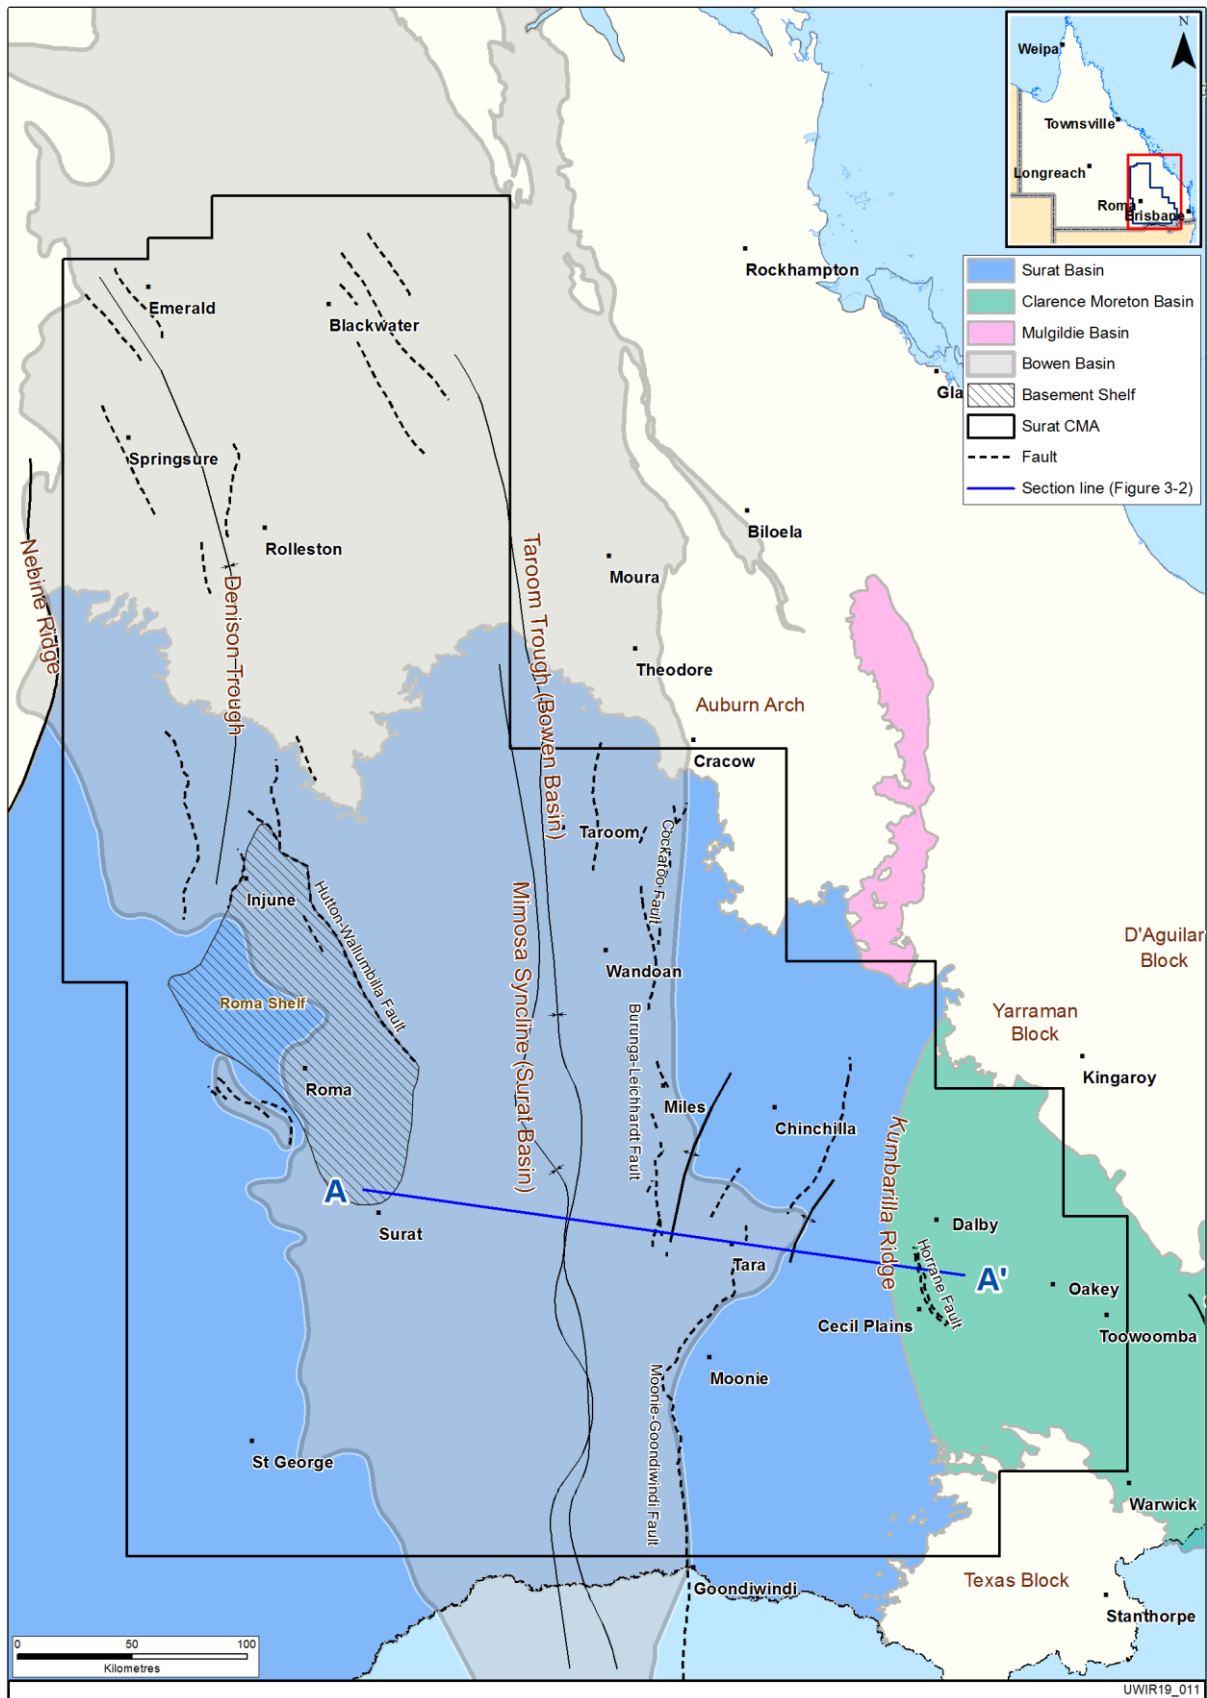 N
Weipa
Townsville
Longreach
Roma
Brisbane
Surat Basin
Clarence Moreton Basin
Mulgildie Basin
Bowen Basin
Basement Shelf
Surat CMA
Fault
Section line (Figure 3-2)
Rockhampton
Emerald
Blackwater
Gla
Springsure
Biloela
Rolleston
Moura
Nebine Ridge
Denison Trough
Taroom Trough (Bowen Basin)
Theodore
Auburn Arch
Cracow
Taroom
Cockatoo Fault
Injune
Hutton-Wallumbilla Fault
Mimosa Syncline (Surat Basin)
Wandoan
D'Aguilar
Block
Roma Shelf
Burunga-Leichhardt Fault
Yarraman
Block
Kingaroy
Roma
Miles
Chinchilla
Kumbarilla Ridge
A
Surat
Dalby
Tara
Horrane Fault
A'
Oakey
Cecil Plains
Toowoomba
Moonie
Moonie-Goondiwindi Fault
St George
Warwick
Goondiwindi
Texas Block
Stanthorpe
0 50 100
Kilometres
UWIR19_011